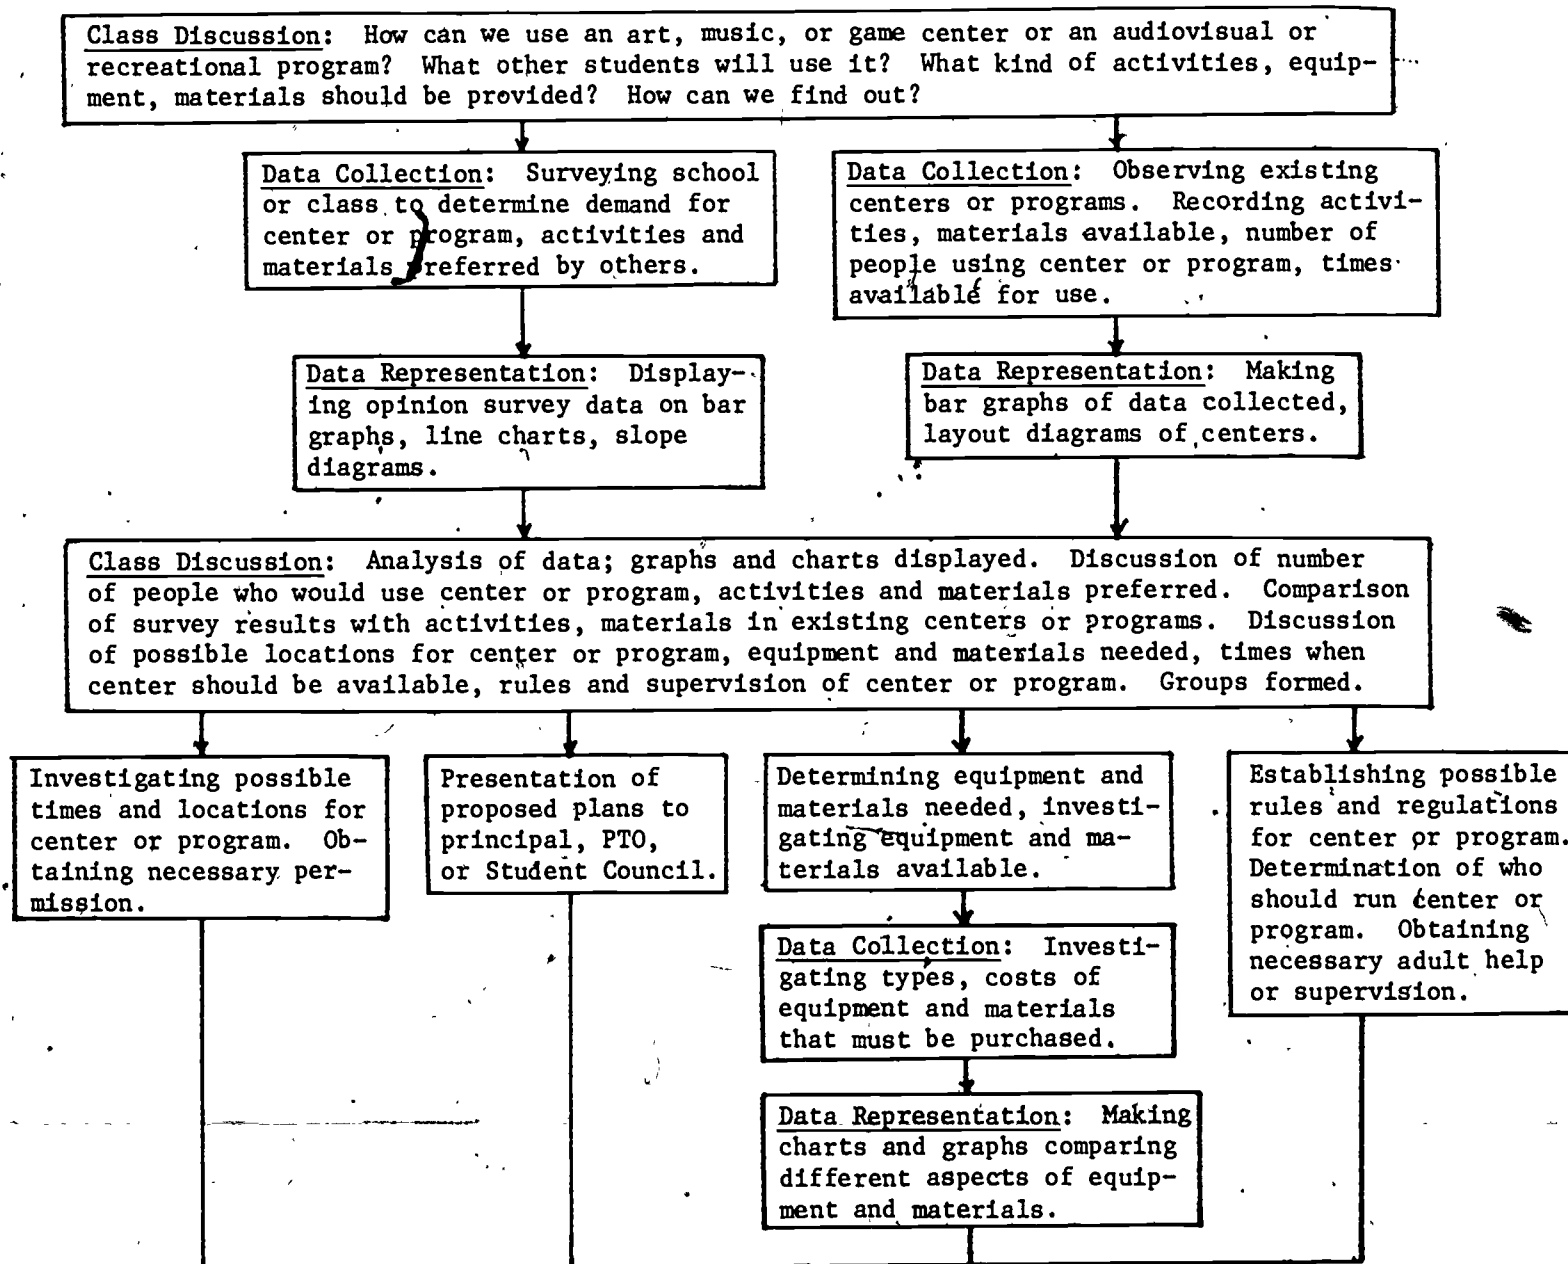 Class Discussion: How can we use an art, music, or game center or an audiovisual or
recreational program? What other students will use it? What kind of activities, equip-
ment, materials should be provided? How can we find out?
Data Collection: Surveying school
or class to determine demand for
center or program, activities and
materials preferred by others.
Data Collection: Observing existing
centers or programs. Recording activi-
ties, materials available, number of
people using center or program, times
available for use.
Data Representation: Display-
ing opinion survey data on bar
graphs, line charts, slope
diagrams.
Data Representation: Making
bar graphs of data collected,
layout diagrams of centers.
Class Discussion: Analysis of data; graphs and charts displayed. Discussion of number
of people who would use center or program, activities and materials preferred. Comparison
of survey results with activities, materials in existing centers or programs. Discussion
of possible locations for center or program, equipment and materials needed, times when
center should be available, rules and supervision of center or program. Groups formed.
Investigating possible
times and locations for
center or program. Ob-
taining necessary per-
mission.
Presentation of
proposed plans to
principal, PTO,
or Student Council.
Determining equipment and
materials needed, investi-
gating equipment and ma-
terials available.
Data Collection: Investi-
gating types, costs of
equipment and materials
that must be purchased.
Data Representation: Making
charts and graphs comparing
different aspects of equip-
ment and materials.
Establishing possible
rules and regulations
for center or program.
Determination of who
should run center or
program. Obtaining
necessary adult help
or supervision.